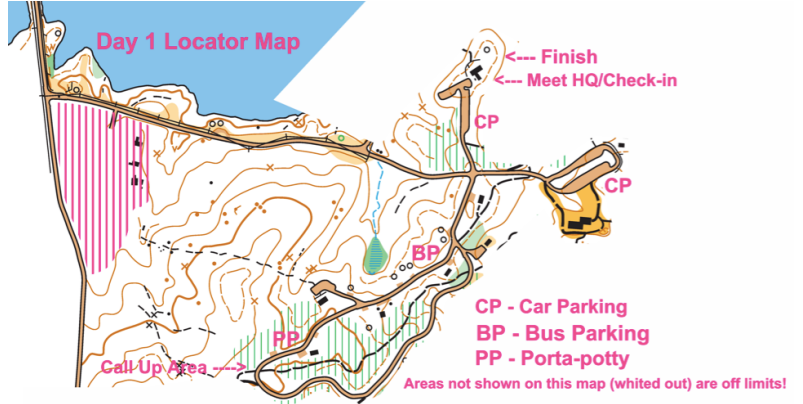 Day 1 Locator Map
<--- Finish
<--- Meet HQ/Check-in
CP
CP
BP
PP
Call Up Area ---->
CP - Car Parking
BP - Bus Parking
PP - Porta-potty
Areas not shown on this map (whited out) are off limits!